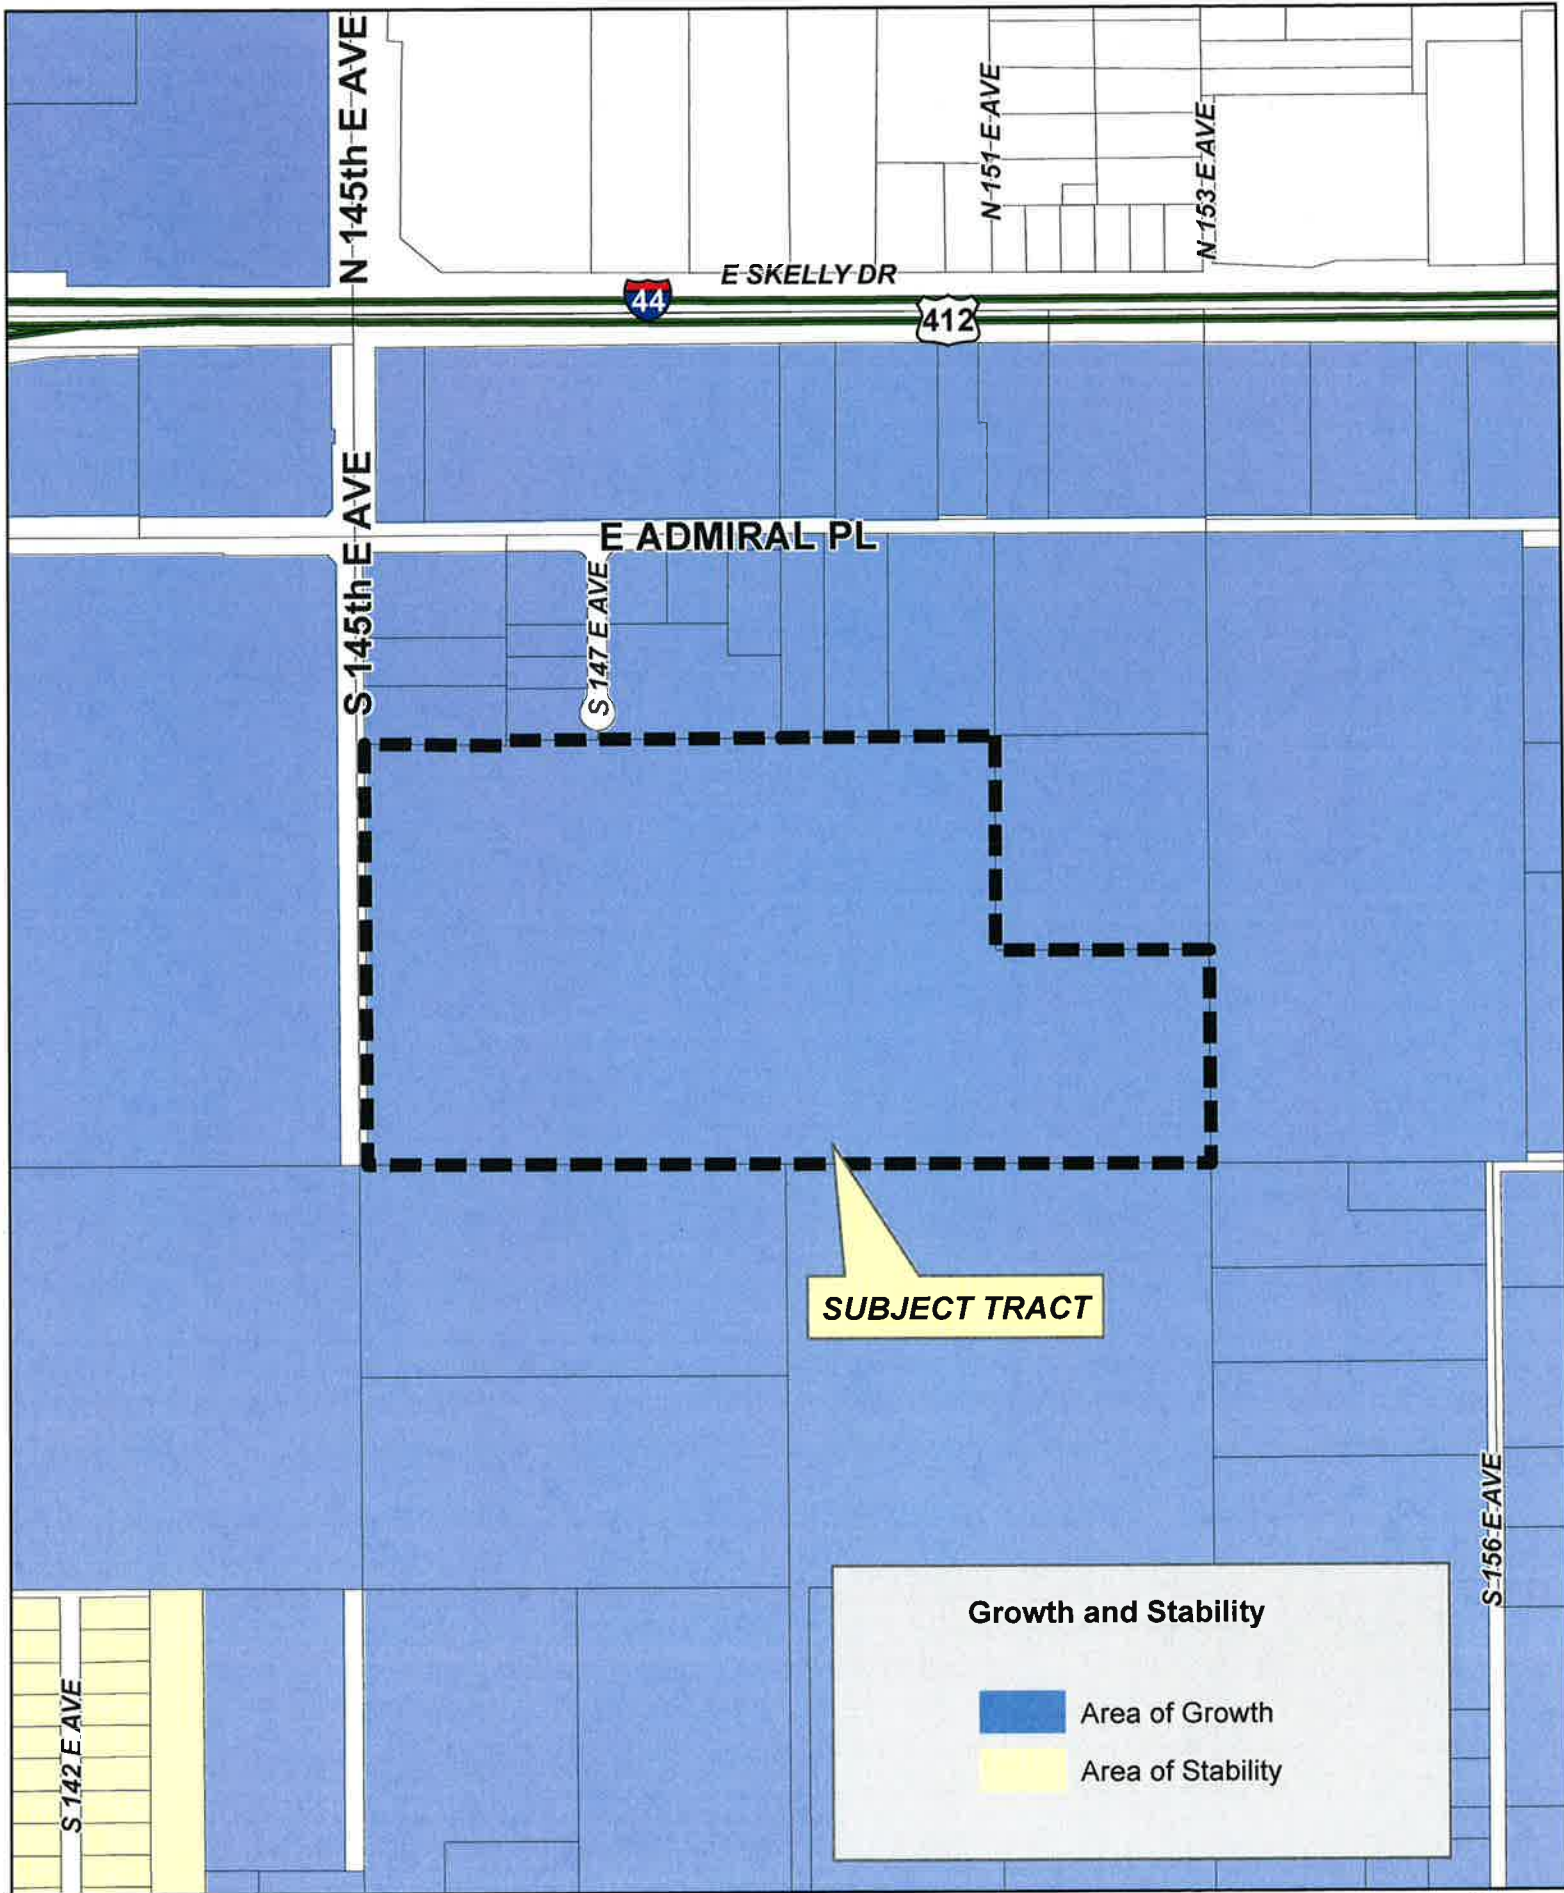 N 145th E AVE
N 151 E AVE
N 153 E AVE
E SKELLY DR
44
412
S 145th E AVE
E ADMIRAL PL
S 147 E AVE
SUBJECT TRACT
S 156 E AVE
S 142 E AVE
Growth and Stability
Area of Growth
Area of Stability